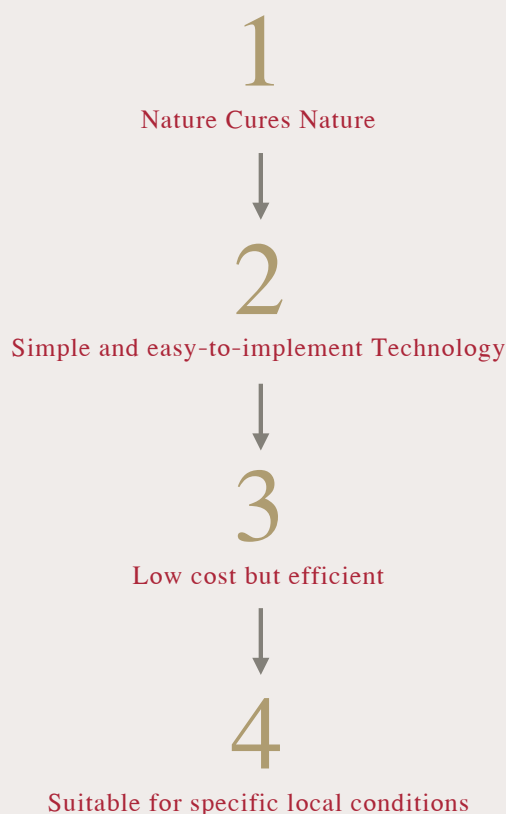 1
Nature Cures Nature
2
Simple and easy-to-implement Technology
3
Low cost but efficient
4
Suitable for specific local conditions